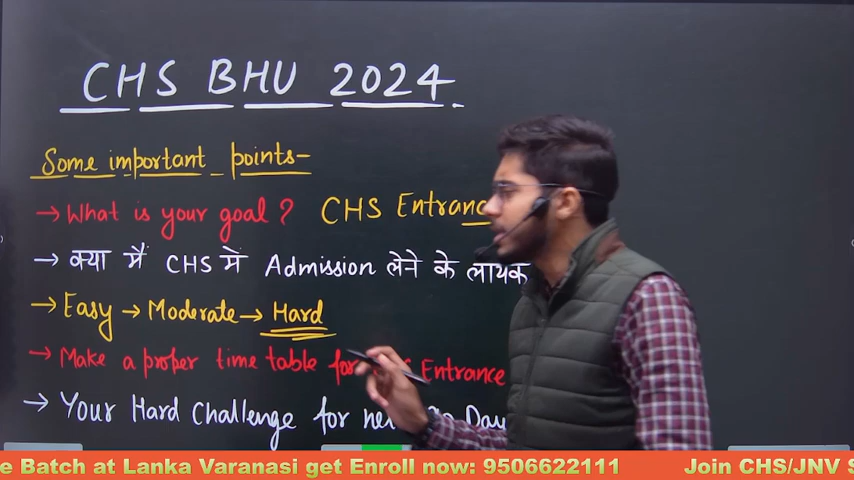 CHS BHU 2024
Some important points-
→ What is your goal? CHS Entranc
→ क्या मैं CHS में Admission लेने के लायक
→ Easy → Moderate → Hard
→ Make a proper time table for S Entrance
→ Your Hard Challenge for Day
e Batch at Lanka Varanasi get Enroll now: 9506622111 Join CHS/JNV S